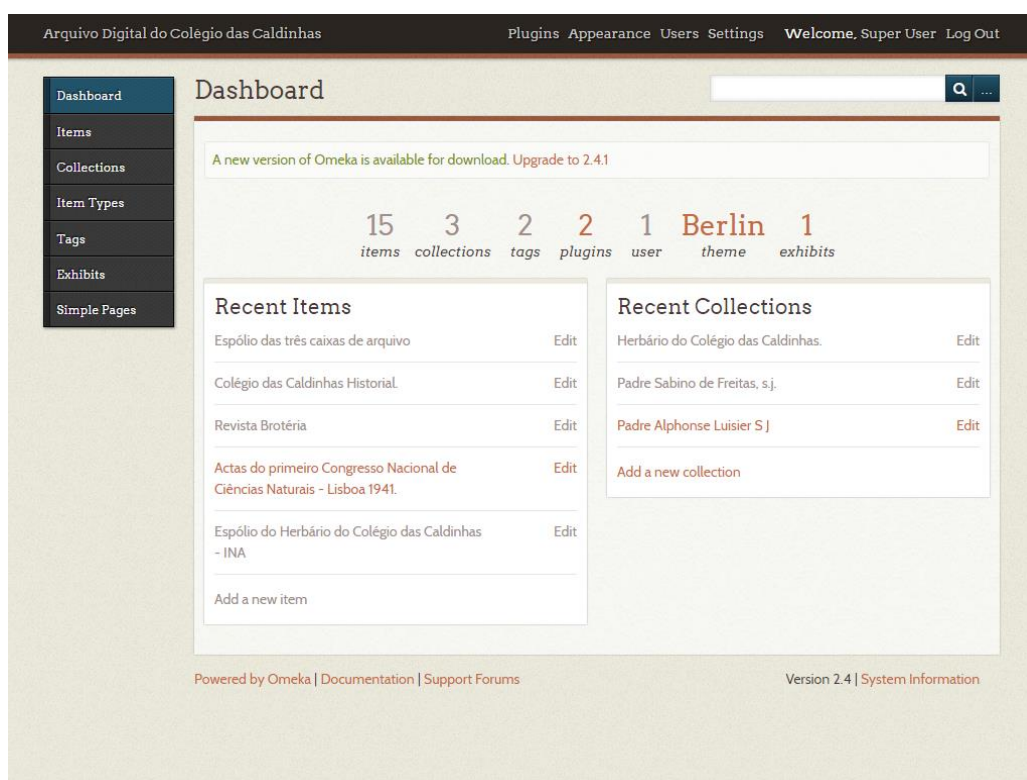 Arquivo Digital do Colégio das Caldinhas
Plugins Appearance Users Settings Welcome, Super User Log Out
Dashboard
Items
Collections
Item Types
Tags
Exhibits
Simple Pages
Dashboard
...
A new version of Omeka is available for download. Upgrade to 2.4.1
15 3 2 2 1 Berlin 1
items collections tags plugins user theme exhibits
Recent Items
Espólio das três caixas de arquivo Edit
Colégio das Caldinhas Historial. Edit
Revista Brotéria Edit
Actas do primeiro Congresso Nacional de Edit
Ciências Naturais - Lisboa 1941.
Espólio do Herbário do Colégio das Caldinhas Edit
- INA
Add a new item
Recent Collections
Herbário do Colégio das Caldinhas. Edit
Padre Sabino de Freitas, s.j. Edit
Padre Alphonse Luisier S J Edit
Add a new collection
Powered by Omeka | Documentation | Support Forums
Version 2.4 | System Information